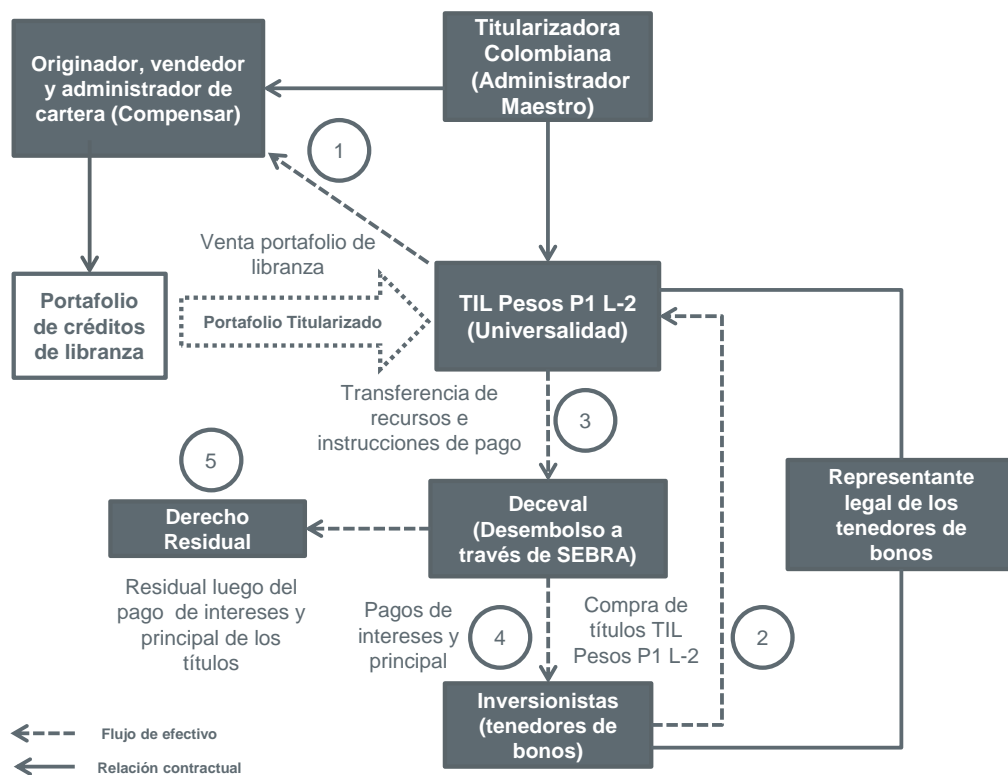 Originador, vendedor
y administrador de
cartera (Compensar)
Titularizadora
Colombiana
(Administrador
Maestro)
1
Venta portafolio de
libranza
Portafolio
de créditos
de libranza
Portafolio Titularizado
TIL Pesos P1 L-2
(Universalidad)
Transferencia de
recursos e
instrucciones de pago
3
5
Derecho
Residual
Deceval
(Desembolso a
través de SEBRA)
Representante
legal de los
tenedores de
bonos
Residual luego del
pago de intereses y
principal de los
títulos
Pagos de
intereses y
principal
4
Compra de
títulos TIL
Pesos P1 L-2
2
Inversionistas
(tenedores de
bonos)
Flujo de efectivo
Relación contractual